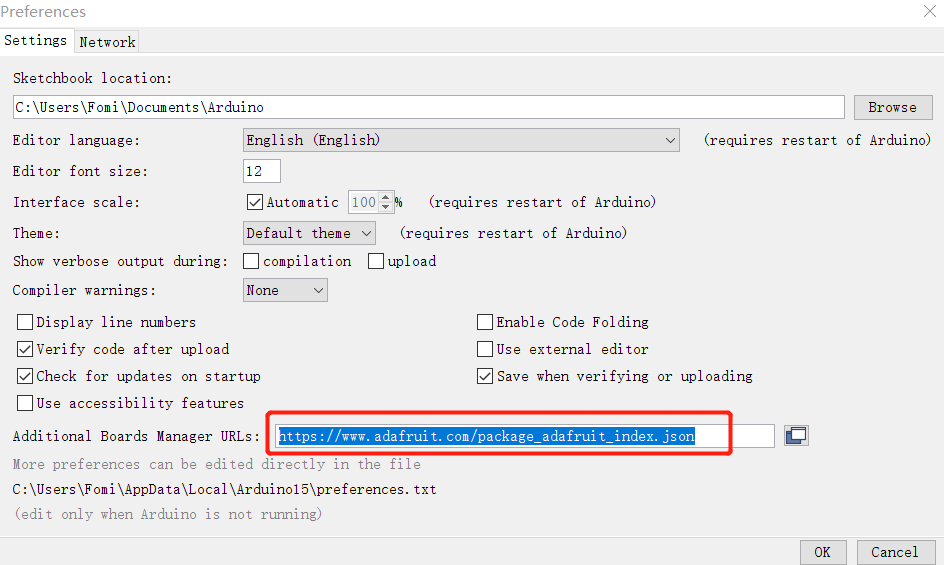 Preferences
Settings Network
Sketchbook location:
C:\Users\Fomi\Documents\Arduino Browse
Editor language: English (English) (requires restart of Arduino)
Editor font size: 12
Interface scale: Automatic 100 % (requires restart of Arduino)
Theme: Default theme (requires restart of Arduino)
Show verbose output during: compilation upload
Compiler warnings: None
Display line numbers Enable Code Folding
Verify code after upload Use external editor
Check for updates on startup Save when verifying or uploading
Use accessibility features
Additional Boards Manager URLs: https://www.adafruit.com/package_adafruit_index.json
More preferences can be edited directly in the file
C:\Users\Fomi\AppData\Local\Arduino15\preferences.txt
(edit only when Arduino is not running)
OK Cancel